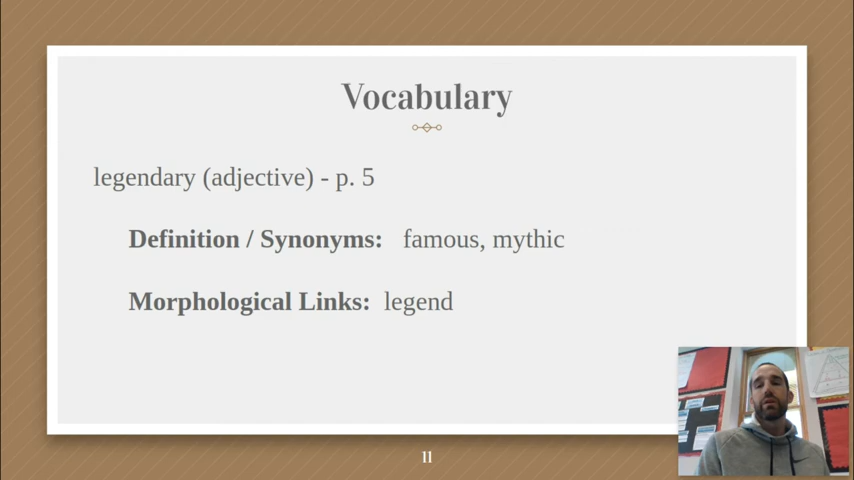 Vocabulary
legendary (adjective) - p. 5
Definition / Synonyms: famous, mythic
Morphological Links: legend
11